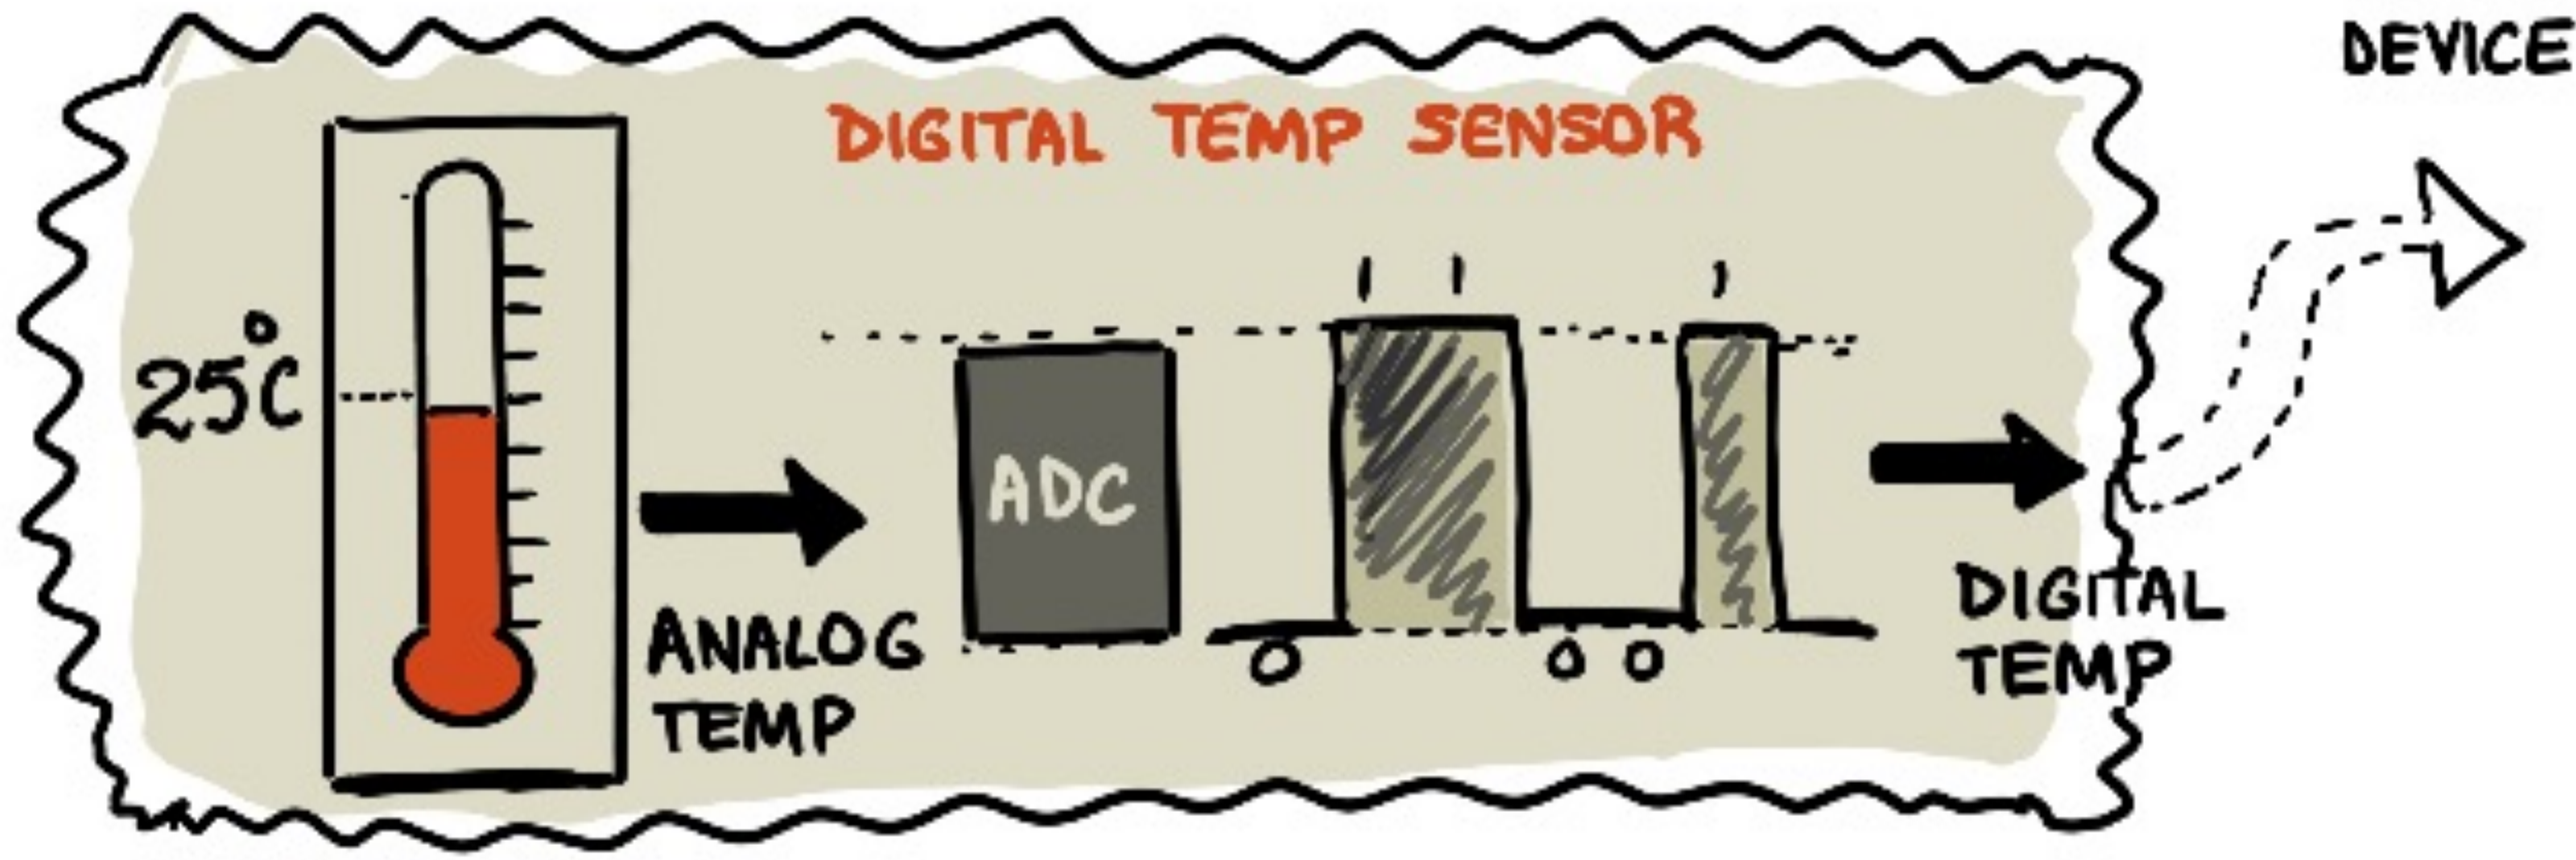 DEVICE
DIGITAL TEMP SENSOR
25°C
ADC
1 1 1
0 0 0
ANALOG
TEMP
DIGITAL
TEMP